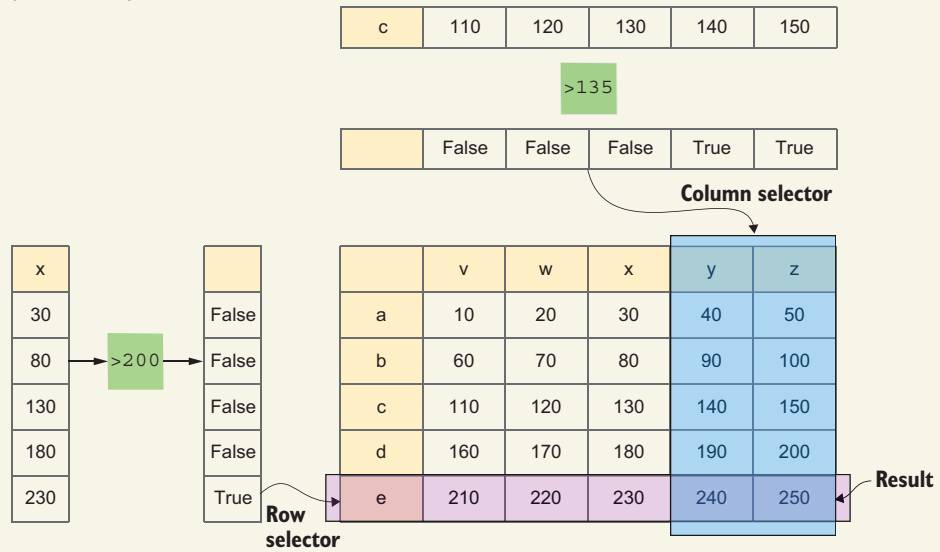 c 110 120 130 140 150
>135
False False False True True
Column selector
x
30
80
130
180
230
>200
False
False
False
False
True
Row
selector
v w x y z
a 10 20 30 40 50
b 60 70 80 90 100
c 110 120 130 140 150
d 160 170 180 190 200
e 210 220 230 240 250
Result